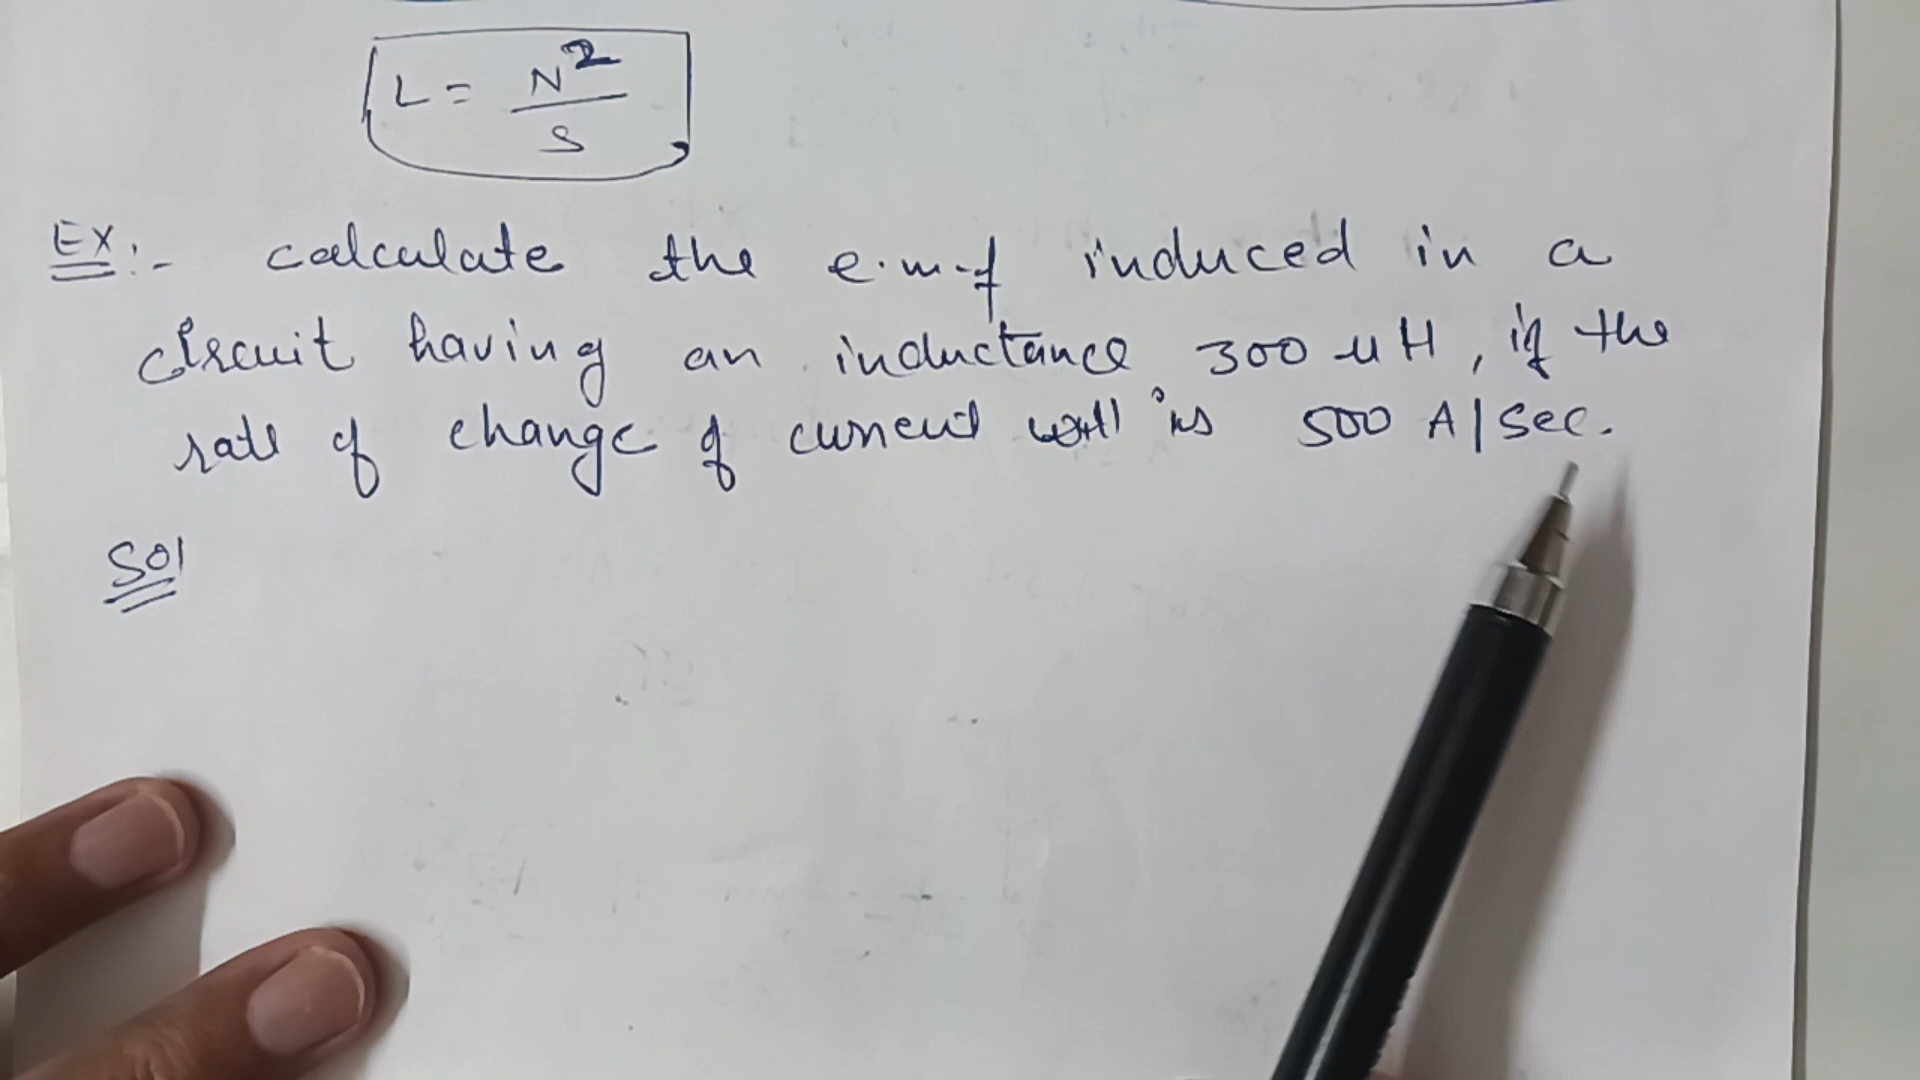 L = N²/S
Ex:- calculate the e.m.f induced in a
circuit having an inductance 300 μH, if the
rate of change of current is 500 A/sec.
Sol